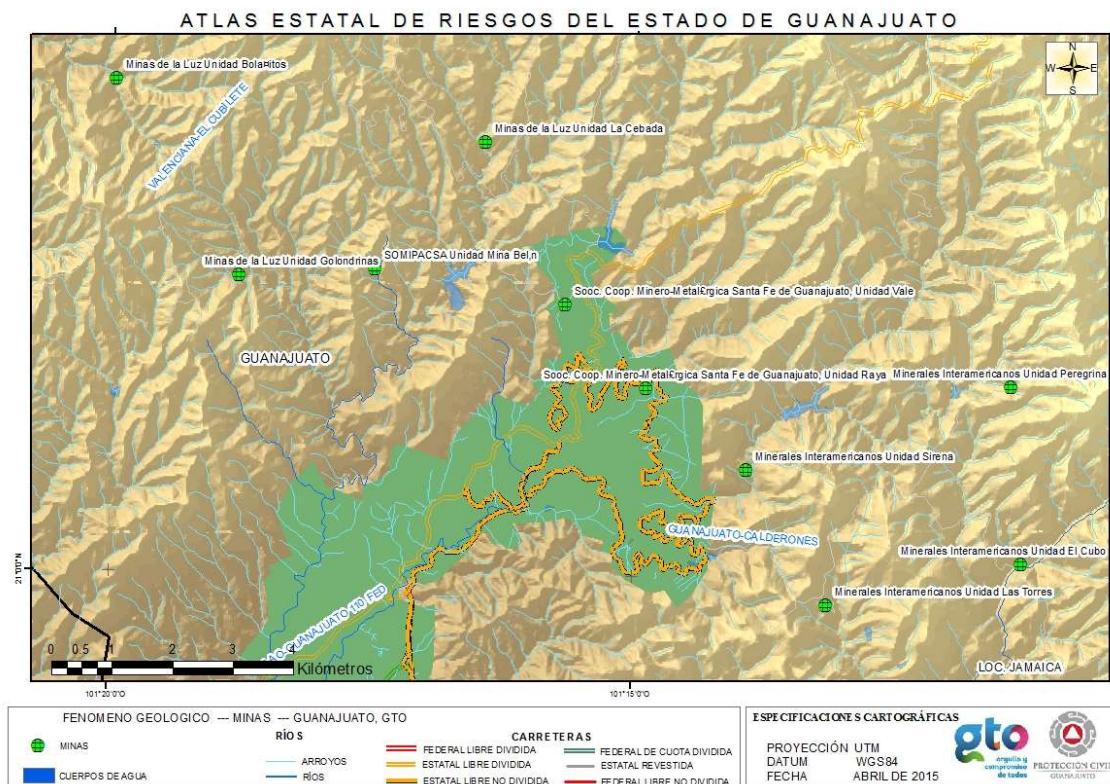 ATLAS ESTATAL DE RIESGOS DEL ESTADO DE GUANAJUATO
Minas de la Luz Unidad Bola¤itos
N
W E
S
VALENCIANA-EL CUBILETE
Minas de la Luz Unidad La Cebada
Minas de la Luz Unidad Golondrinas
SOMIPACSA Unidad Mina Bel,n
Sooc. Coop. Minero-Metal£rgica Santa Fe de Guanajuato, Unidad Vale
GUANAJUATO
Sooc. Coop. Minero-Metal£rgica Santa Fe de Guanajuato, Unidad Raya
Minerales Interamericanos Unidad Peregrina
Minerales Interamericanos Unidad Sirena
GUANAJUATO-CALDERONES
Minerales Interamericanos Unidad El Cubo
21°0'0"N
Minerales Interamericanos Unidad Las Torres
O-GUANAJUATO 110 FED
0 0.5 1 2 3 4
Kilómetros
LOC. JAMAICA
101°20'0"O
101°15'0"O
FENOMENO GEOLOGICO --- MINAS --- GUANAJUATO, GTO
MINAS
CUERPOS DE AGUA
RÍOS
ARROYOS
RÍOS
CARRETERAS
FEDERAL LIBRE DIVIDIDA
ESTATAL LIBRE DIVIDIDA
ESTATAL LIBRE NO DIVIDIDA
FEDERAL DE CUOTA DIVIDIDA
ESTATAL REVESTIDA
FEDERAL LIBRE NO DIVIDIDA
ESPECIFICACIONES CARTOGRÁFICAS
PROYECCIÓN UTM
DATUM WGS84
FECHA ABRIL DE 2015
gto
orgullo y
compromiso
de todos
PROTECCIÓN CIVIL
GUANAJUATO